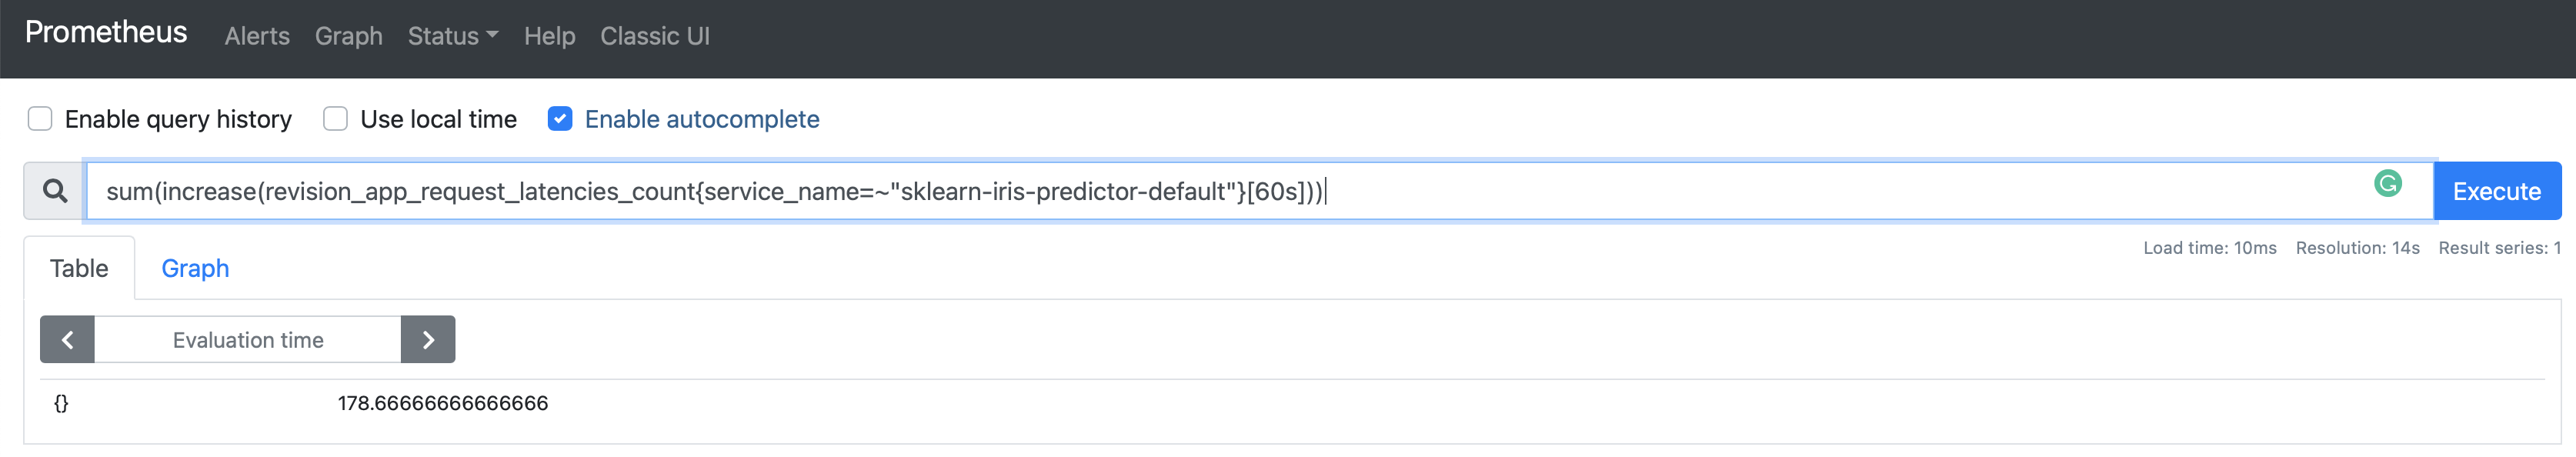 Prometheus Alerts Graph Status Help Classic UI
Enable query history Use local time Enable autocomplete
sum(increase(revision_app_request_latencies_count{service_name=~"sklearn-iris-predictor-default"}[60s])) Execute
Load time: 10ms Resolution: 14s Result series: 1
Table Graph
Evaluation time
{} 178.66666666666666